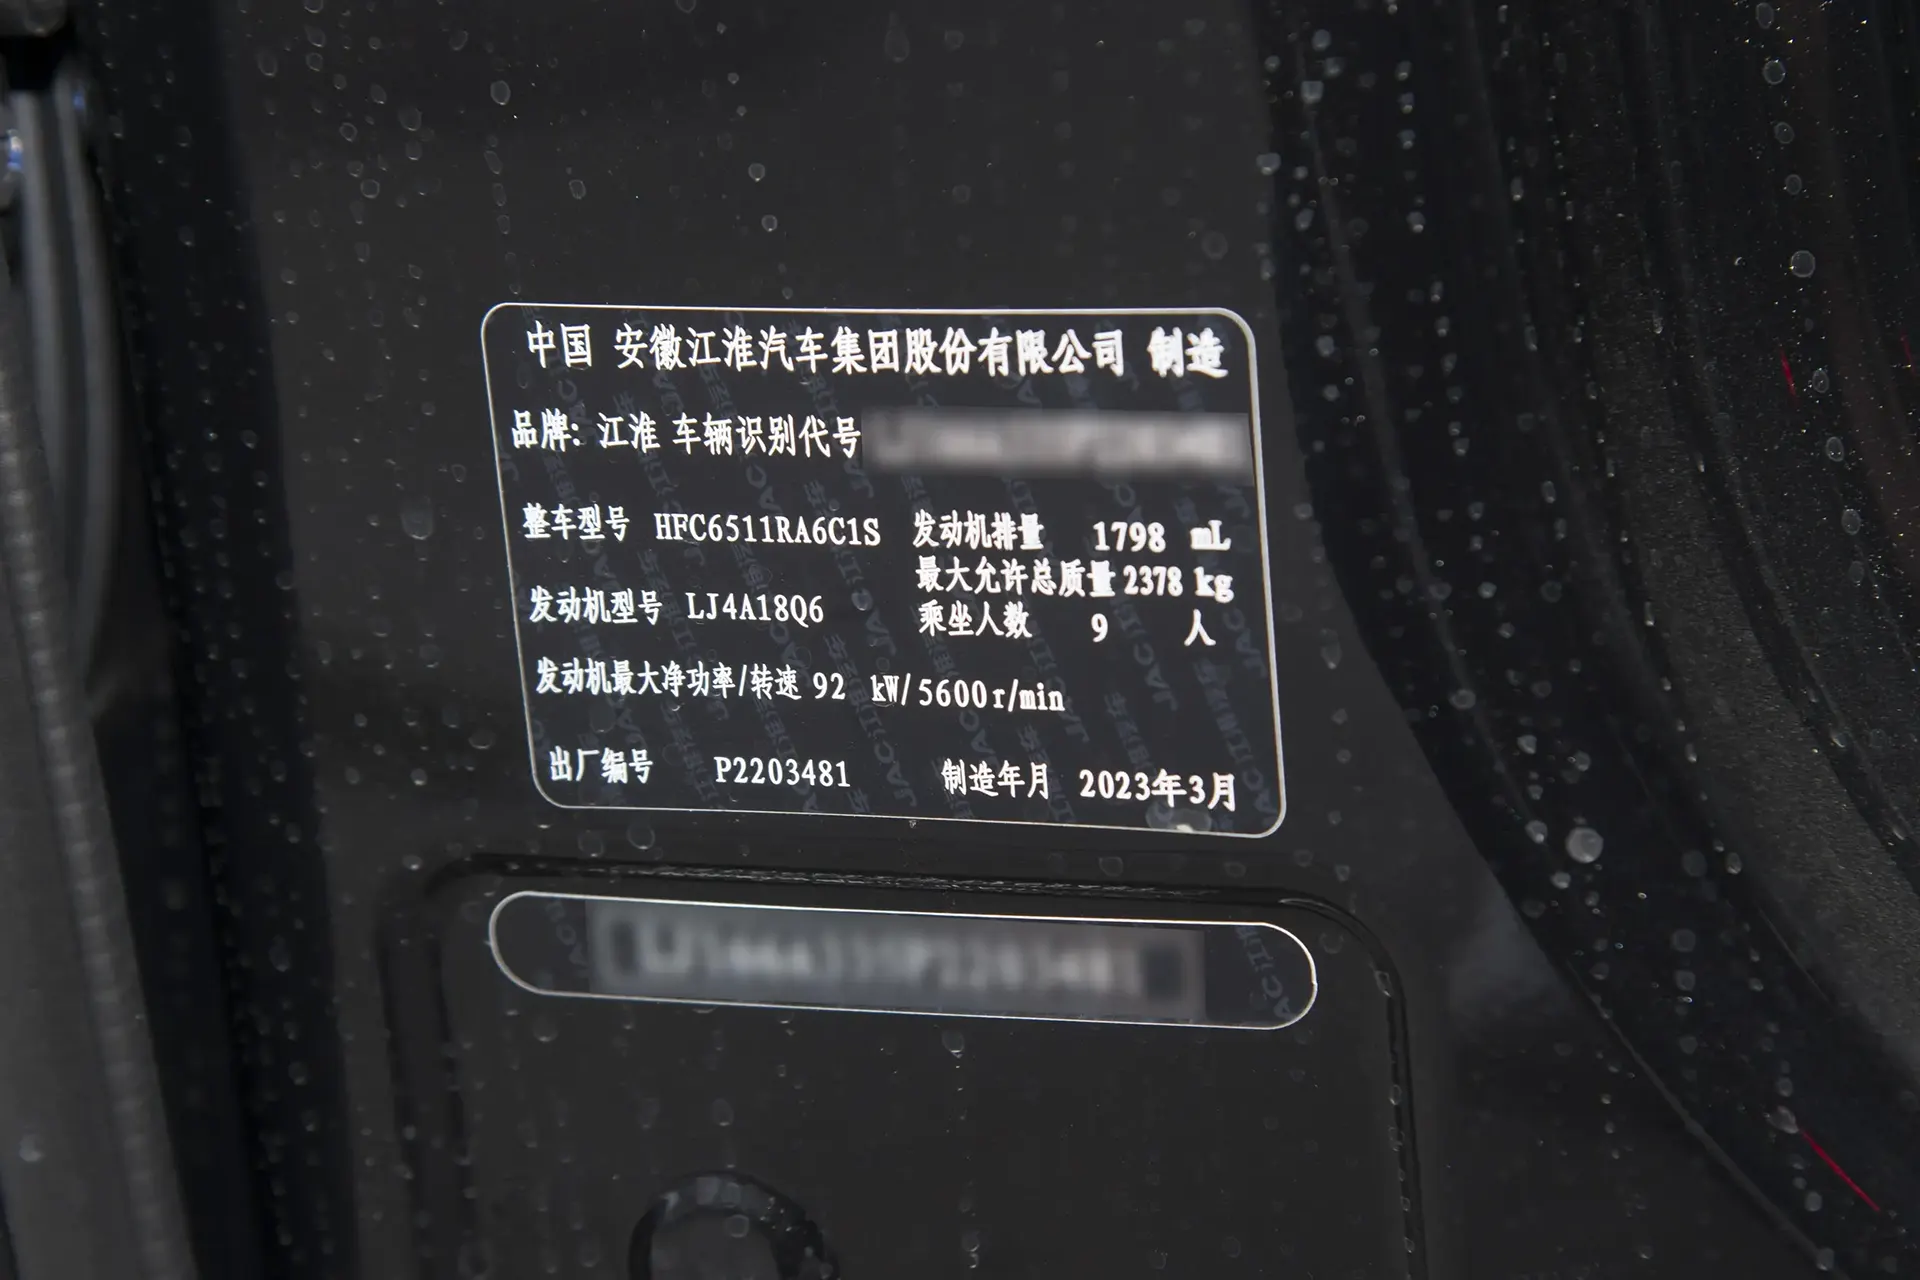 中国 安徽江淮汽车集团股份有限公司 制造
品牌: 江淮 车辆识别代号
整车型号 HFC6511RA6C1S 发动机排量 1798 mL
最大允许总质量 2378 kg
发动机型号 LJ4A18Q6 乘坐人数 9 人
发动机最大净功率/转速 92 kW/5600r/min
出厂编号 P2203481 制造年月 2023年3月